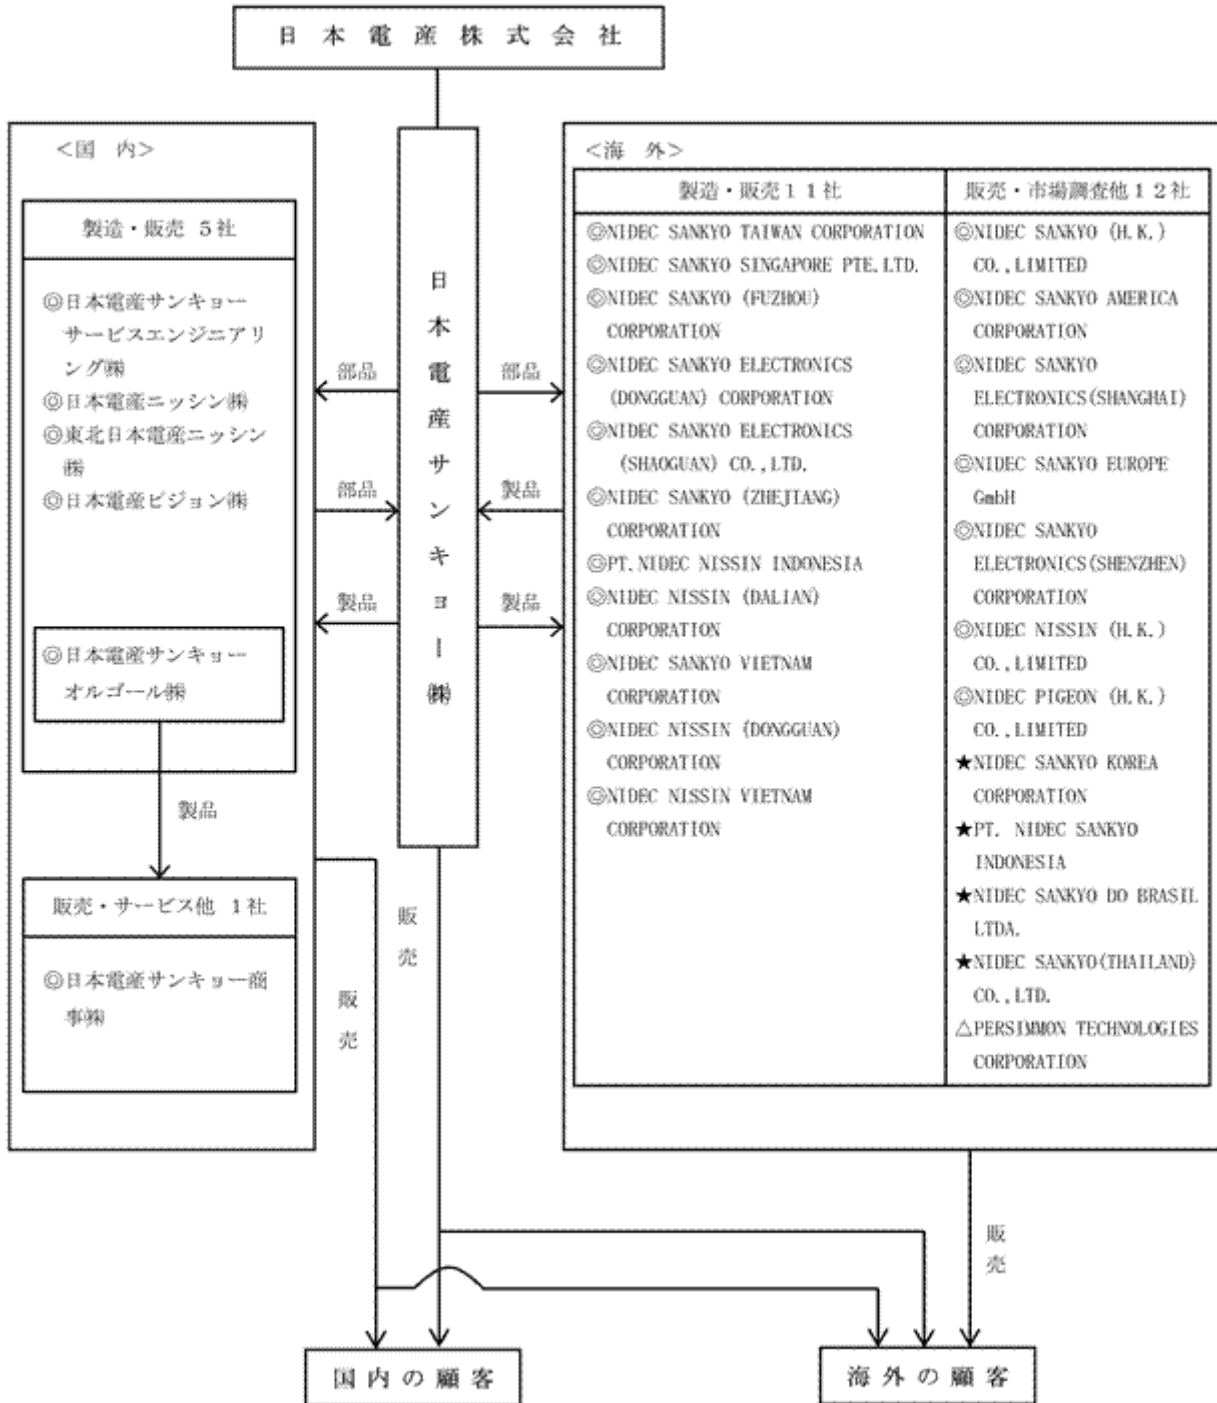 日本電産株式会社
<国 内>
製造・販売 5社
◎日本電産サンキョー
サービスエンジニアリ
ング㈱
◎日本電産ニッシン㈱
◎東北日本電産ニッシン
㈱
◎日本電産ピジョン㈱
◎日本電産サンキョー
オルゴール㈱
製品
販売・サービス他 1社
◎日本電産サンキョー商
事㈱
部品
部品
製品
日本電産サンキョー㈱
部品
製品
製品
<海 外>
製造・販売11社
◎NIDEC SANKYO TAIWAN CORPORATION
◎NIDEC SANKYO SINGAPORE PTE.LTD.
◎NIDEC SANKYO (FUZHOU)
CORPORATION
◎NIDEC SANKYO ELECTRONICS
(DONGGUAN) CORPORATION
◎NIDEC SANKYO ELECTRONICS
(SHAOGUAN) CO.,LTD.
◎NIDEC SANKYO (ZHEJIANG)
CORPORATION
◎PT.NIDEC NISSIN INDONESIA
◎NIDEC NISSIN (DALIAN)
CORPORATION
◎NIDEC SANKYO VIETNAM
CORPORATION
◎NIDEC NISSIN (DONGGUAN)
CORPORATION
◎NIDEC NISSIN VIETNAM
CORPORATION
販売・市場調査他12社
◎NIDEC SANKYO (H.K.)
CO.,LIMITED
◎NIDEC SANKYO AMERICA
CORPORATION
◎NIDEC SANKYO
ELECTRONICS(SHANGHAI)
CORPORATION
◎NIDEC SANKYO EUROPE
GmbH
◎NIDEC SANKYO
ELECTRONICS(SHENZHEN)
CORPORATION
◎NIDEC NISSIN (H.K.)
CO.,LIMITED
◎NIDEC PIGEON (H.K.)
CO.,LIMITED
★NIDEC SANKYO KOREA
CORPORATION
★PT. NIDEC SANKYO
INDONESIA
★NIDEC SANKYO DO BRASIL
LTDA.
★NIDEC SANKYO(THAILAND)
CO.,LTD.
△PERSIMMON TECHNOLOGIES
CORPORATION
販売
販売
販売
国内の顧客
海外の顧客